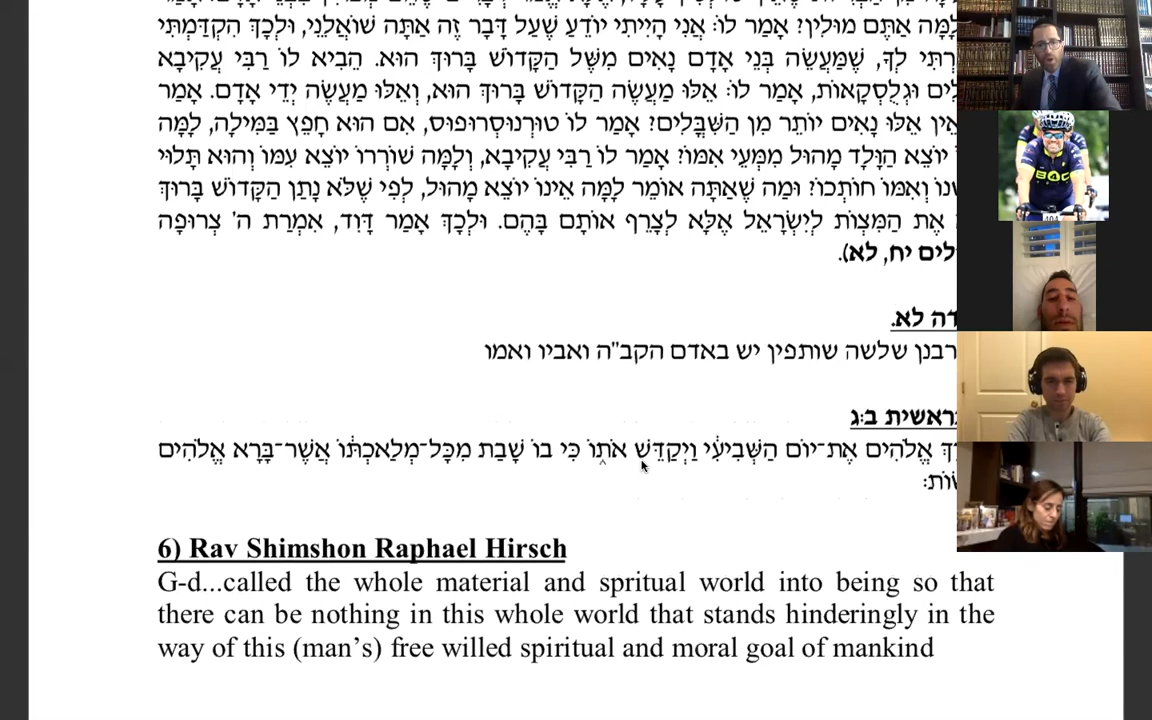 לָמָּה אַתֶּם מוּלִין? אָמַר לוֹ: אֲנִי הָיִיתִי יוֹדֵעַ שֶׁעַל דָּבָר זֶה אַתָּה שׁוֹאֲלֵנִי, וּלְכָךְ הִקְדַּמְתִּי
לְךָ, שֶׁמַּעֲשֵׂה בְּנֵי אָדָם נָאִים מִשֶּׁל הַקָּדוֹשׁ בָּרוּךְ הוּא. הֵבִיא לוֹ רַבִּי עֲקִיבָא
וּגְלֻסְקָאוֹת, אָמַר לוֹ: אֵלּוּ מַעֲשֵׂה הַקָּדוֹשׁ בָּרוּךְ הוּא, וְאֵלּוּ מַעֲשֵׂה יְדֵי אָדָם. אָמַר
אֵין אֵלּוּ נָאִים יוֹתֵר מִן הַשִּׁבֳּלִים? אָמַר לוֹ טוּרְנוּסְרוּפוּס, אִם הוּא חָפֵץ בַּמִּילָה, לָמָּה
יוֹצֵא הַוָּלָד מָהוּל מִמְּעֵי אִמּוֹ? אָמַר לוֹ רַבִּי עֲקִיבָא, וְלָמָּה שׁוֹרְרוֹ יוֹצֵא עִמּוֹ וְהוּא תָּלוּי
וְאִמּוֹ חוֹתְכוֹ? וּמַה שֶׁאַתָּה אוֹמֵר לָמָּה אֵינוֹ יוֹצֵא מָהוּל, לְפִי שֶׁלֹּא נָתַן הַקָּדוֹשׁ בָּרוּךְ
אֶת הַמִּצְוֹת לְיִשְׂרָאֵל אֶלָּא לְצָרֵף אוֹתָם בָּהֶם. וּלְכָךְ אָמַר דָּוִד, אִמְרַת ה' צְרוּפָה
יח, לא).
לא.
רבנן שלשה שותפין יש באדם הקב"ה ואביו ואמו
בראשית ב:ג
אֱלֹהִים אֶת־יוֹם הַשְּׁבִיעִי וַיְקַדֵּשׁ אֹתוֹ כִּי בוֹ שָׁבַת מִכָּל־מְלַאכְתּוֹ אֲשֶׁר־בָּרָא אֱלֹהִים
6) Rav Shimshon Raphael Hirsch
G-d...called the whole material and spritual world into being so that
there can be nothing in this whole world that stands hinderingly in the
way of this (man's) free willed spiritual and moral goal of mankind